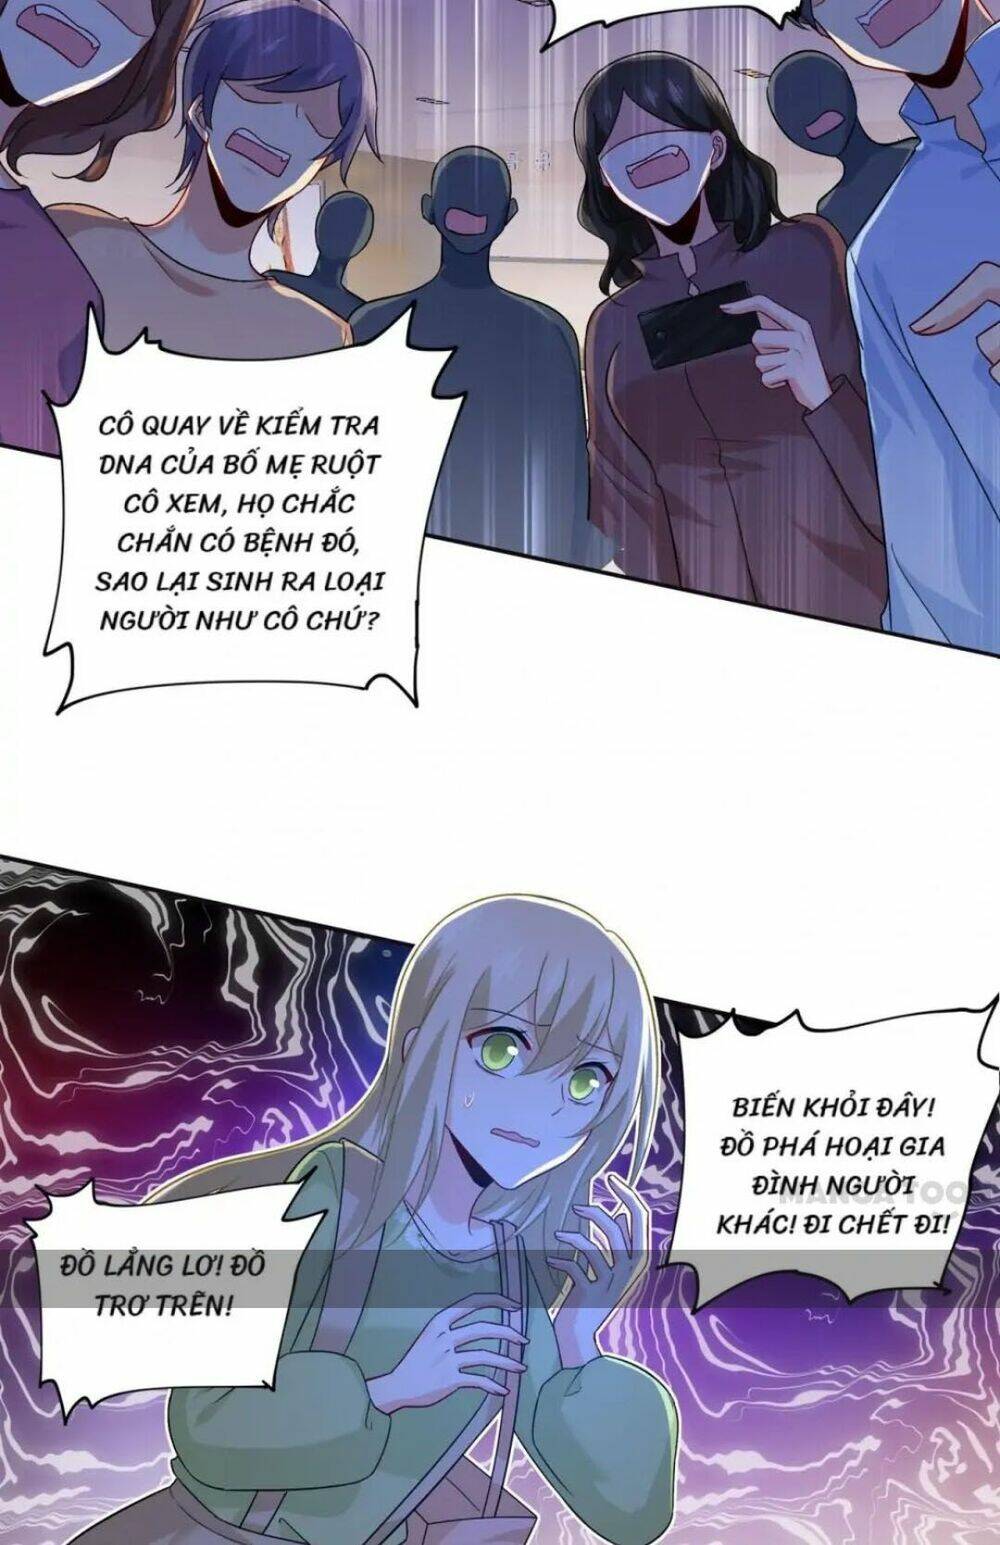 CÔ QUAY VỀ KIỂM TRA
DNA CỦA BỐ MẸ RUỘT
CÔ XEM, HỌ CHẮC
CHẮN CÓ BỆNH ĐÓ,
SAO LẠI SINH RA LOẠI
NGƯỜI NHƯ CÔ CHỨ?
BIẾN KHỎI ĐÂY!
ĐỒ PHÁ HOẠI GIA
ĐÌNH NGƯỜI
KHÁC! ĐI CHẾT ĐI!
MANGA TOON
ĐỒ LẲNG LƠ! ĐỒ
TRƠ TRẼN!